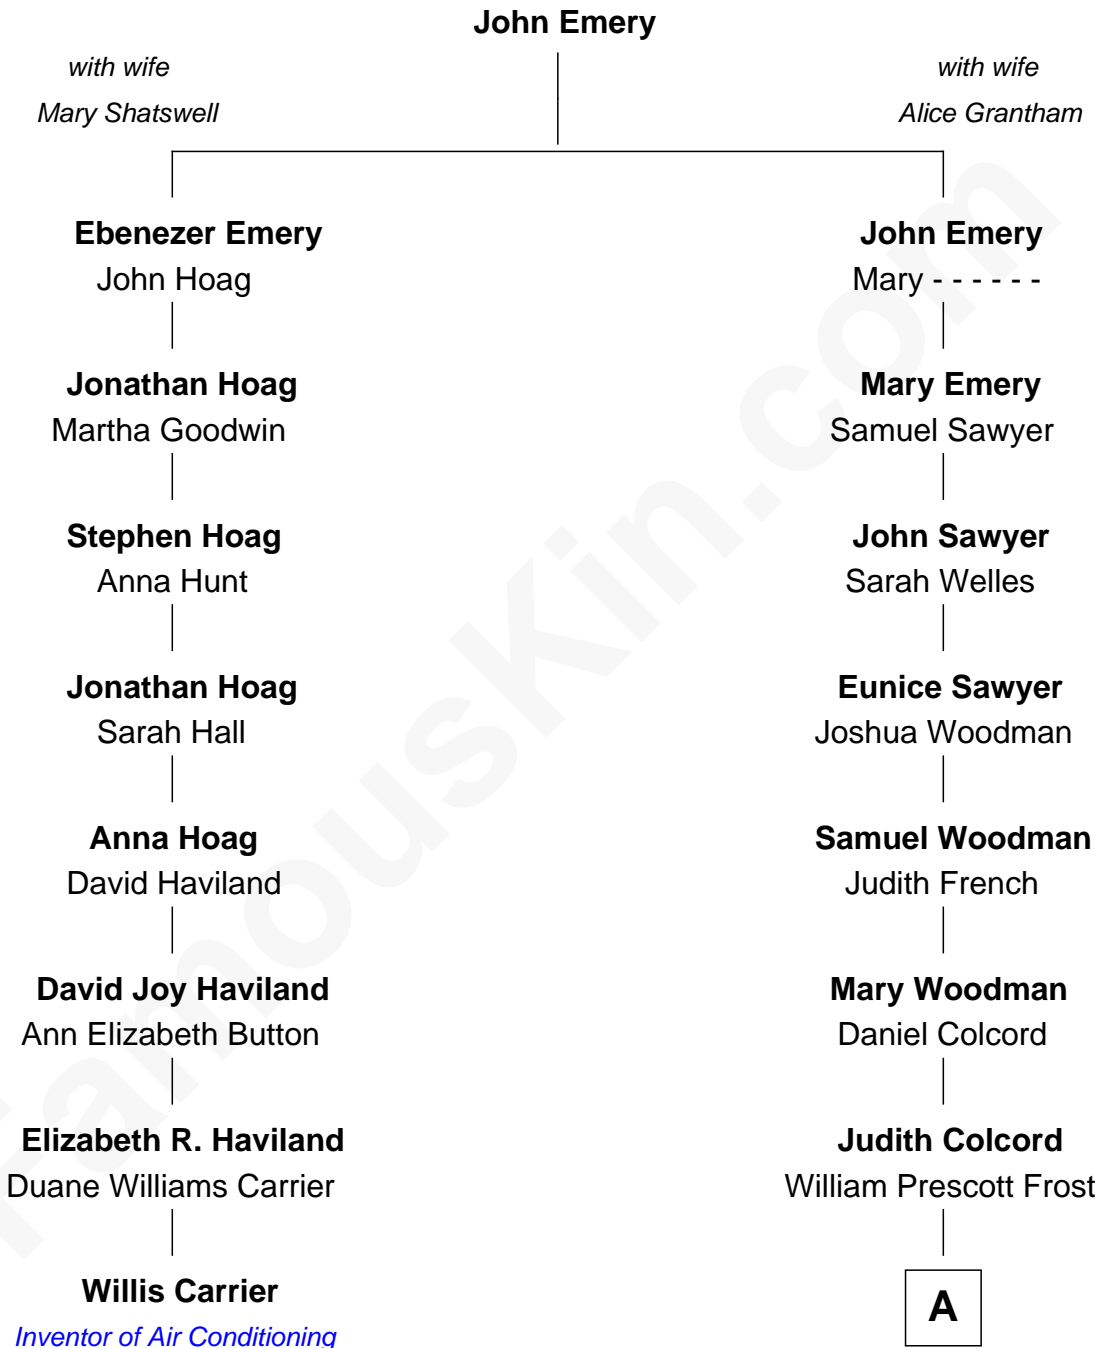 John Emery
with wife
Mary Shatswell
with wife
Alice Grantham
Ebenezer Emery
John Hoag
Jonathan Hoag
Martha Goodwin
Stephen Hoag
Anna Hunt
Jonathan Hoag
Sarah Hall
Anna Hoag
David Haviland
David Joy Haviland
Ann Elizabeth Button
Elizabeth R. Haviland
Duane Williams Carrier
Willis Carrier
Inventor of Air Conditioning
John Emery
Mary - - - - - -
Mary Emery
Samuel Sawyer
John Sawyer
Sarah Welles
Eunice Sawyer
Joshua Woodman
Samuel Woodman
Judith French
Mary Woodman
Daniel Colcord
Judith Colcord
William Prescott Frost
A
FamousKin.com